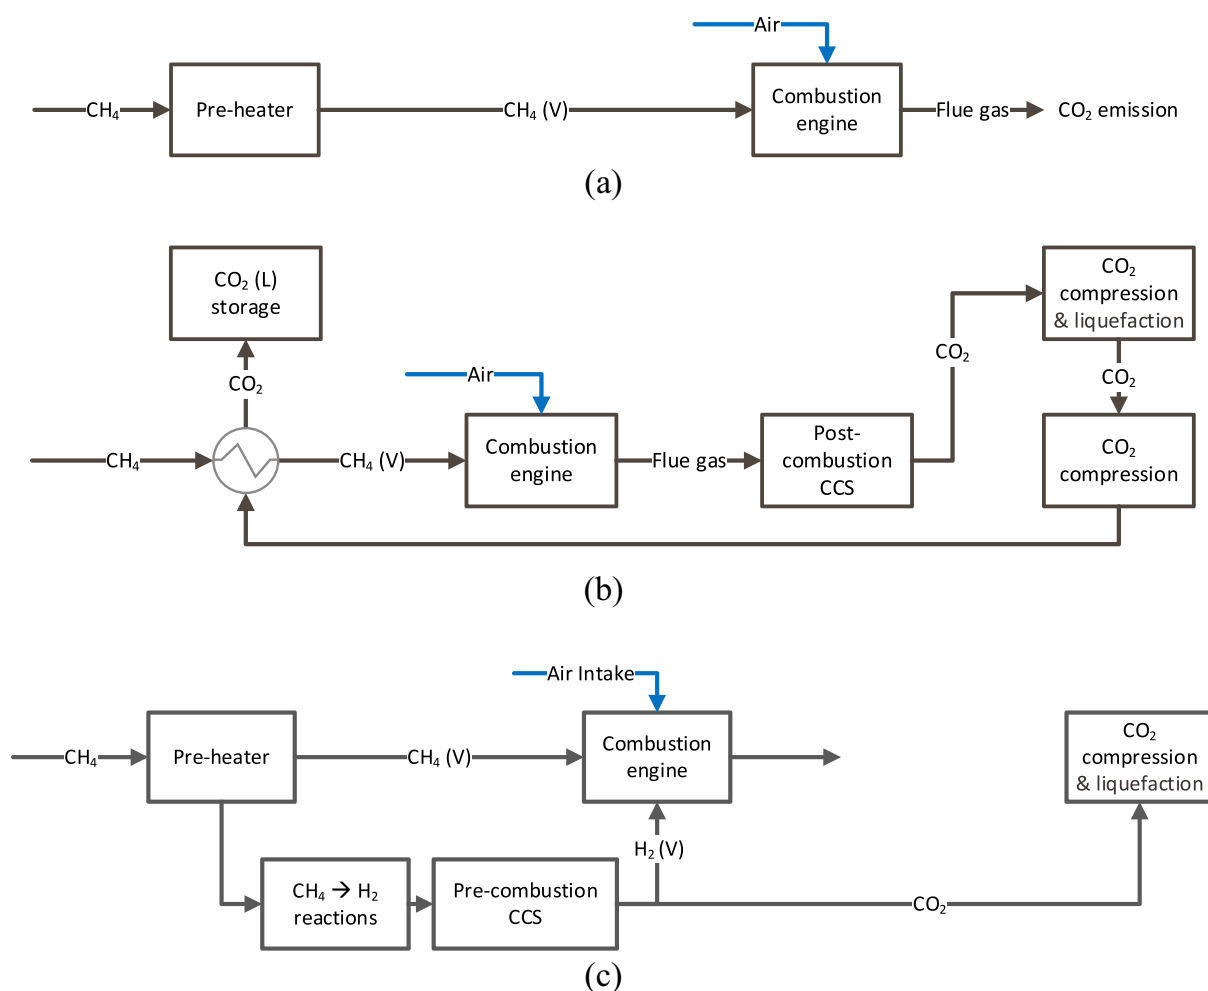 Air
CH₄
Pre-heater
CH₄ (V)
Combustion
engine
Flue gas
CO₂ emission
(a)
CO₂ (L)
storage
CO₂
compression
& liquefaction
CO₂
CO₂
CO₂
Air
CH₄
CH₄ (V)
Combustion
engine
Flue gas
Post-
combustion
CCS
CO₂
compression
(b)
Air Intake
CH₄
Pre-heater
CH₄ (V)
Combustion
engine
CO₂
compression
& liquefaction
H₂ (V)
CH₄ → H₂
reactions
Pre-combustion
CCS
CO₂
(c)